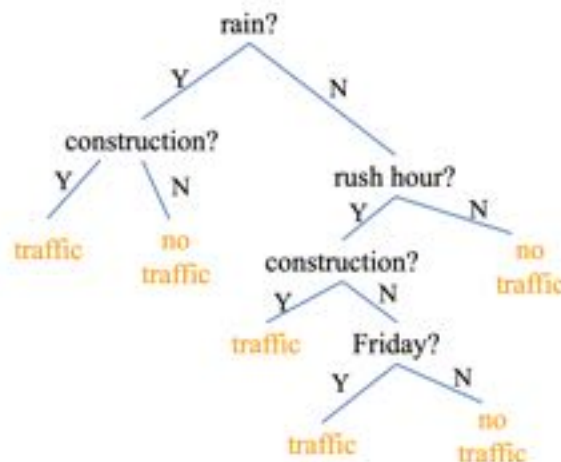 rain?
Y
N
construction?
rush hour?
Y
N
Y
N
traffic
no
traffic
construction?
no
traffic
Y
N
traffic
Friday?
Y
N
traffic
no
traffic